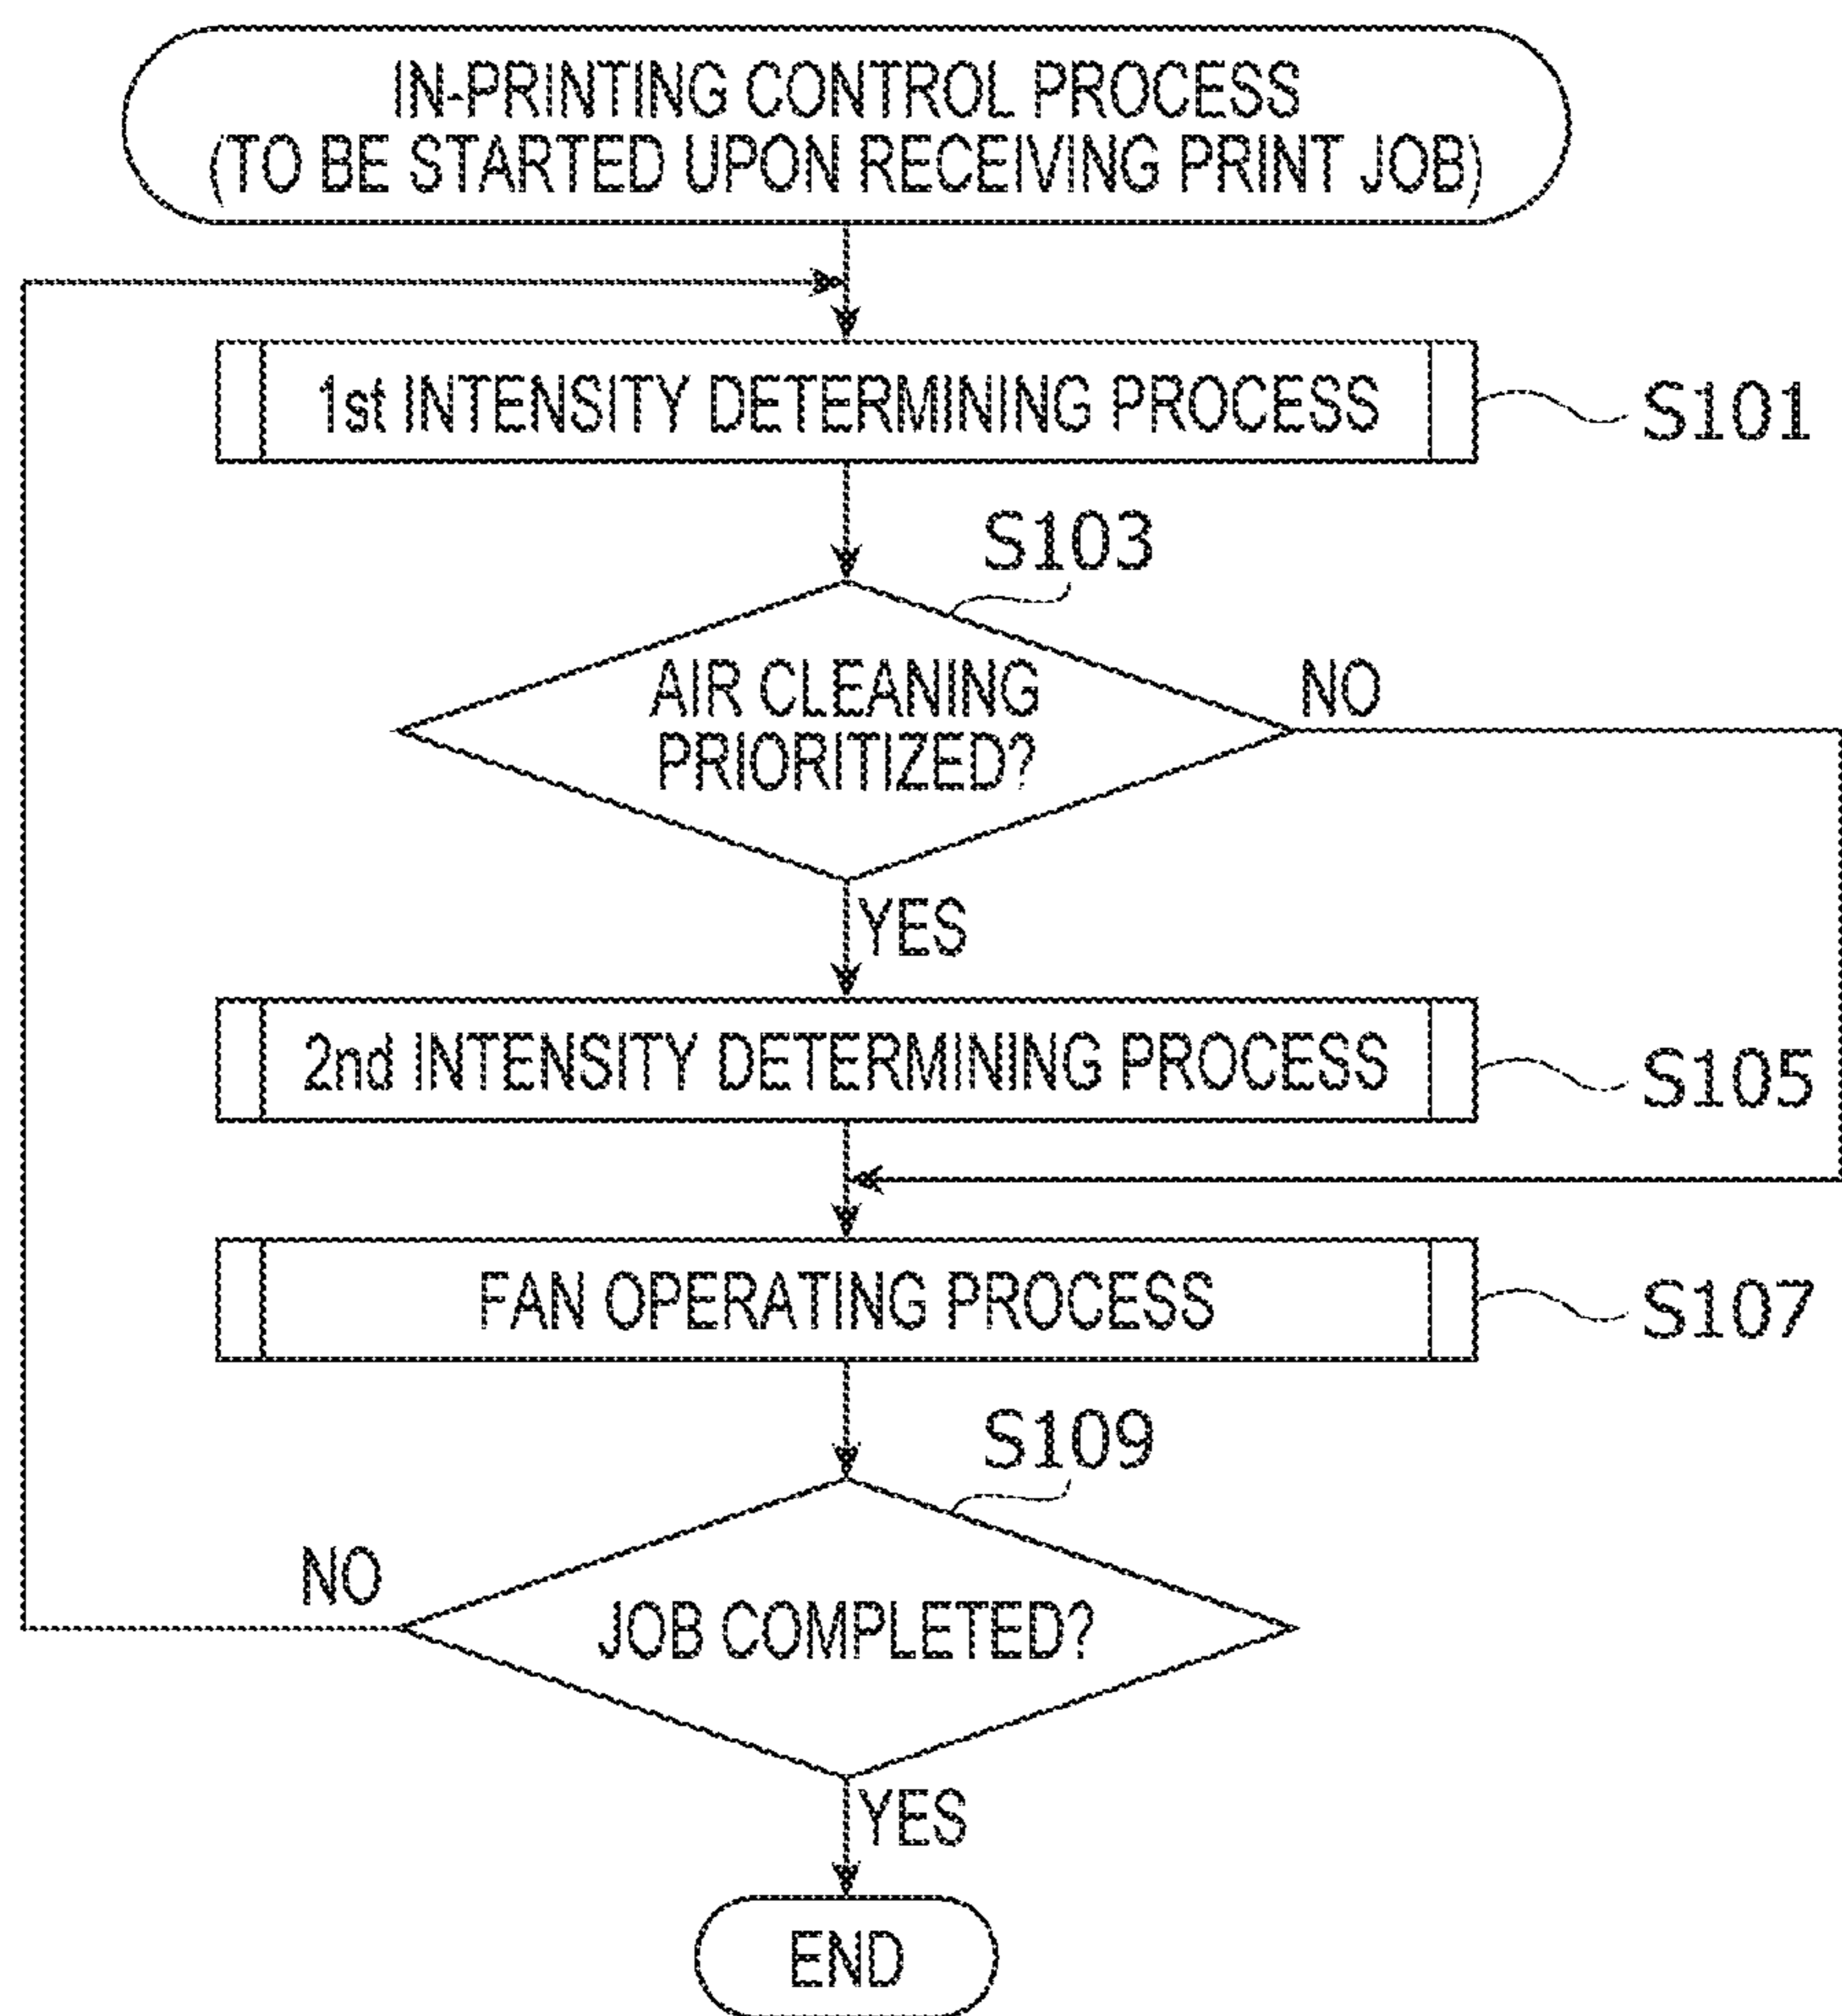 IN-PRINTING CONTROL PROCESS
(TO BE STARTED UPON RECEIVING PRINT JOB)
1st INTENSITY DETERMINING PROCESS
S101
S103
AIR CLEANING
PRIORITIZED?
NO
YES
2nd INTENSITY DETERMINING PROCESS
S105
FAN OPERATING PROCESS
S107
S109
NO
JOB COMPLETED?
YES
END